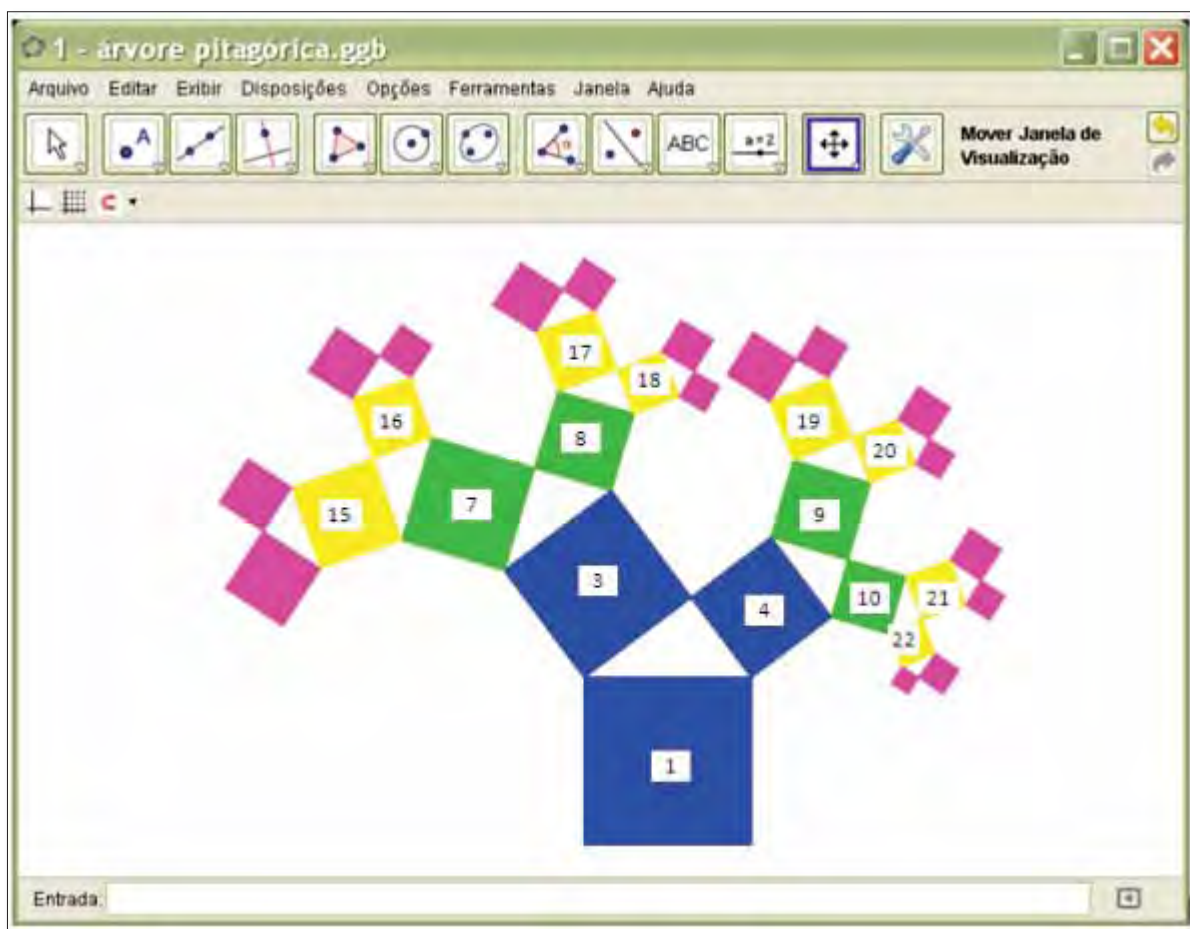 1 - arvore pitagórica.ggb
Arquivo Editar Exibir Disposições Opções Ferramentas Janela Ajuda
A
ABC
a=2
Mover Janela de
Visualização
17
18
16
8
19
20
15
7
9
3
4
10
21
22
1
Entrada: